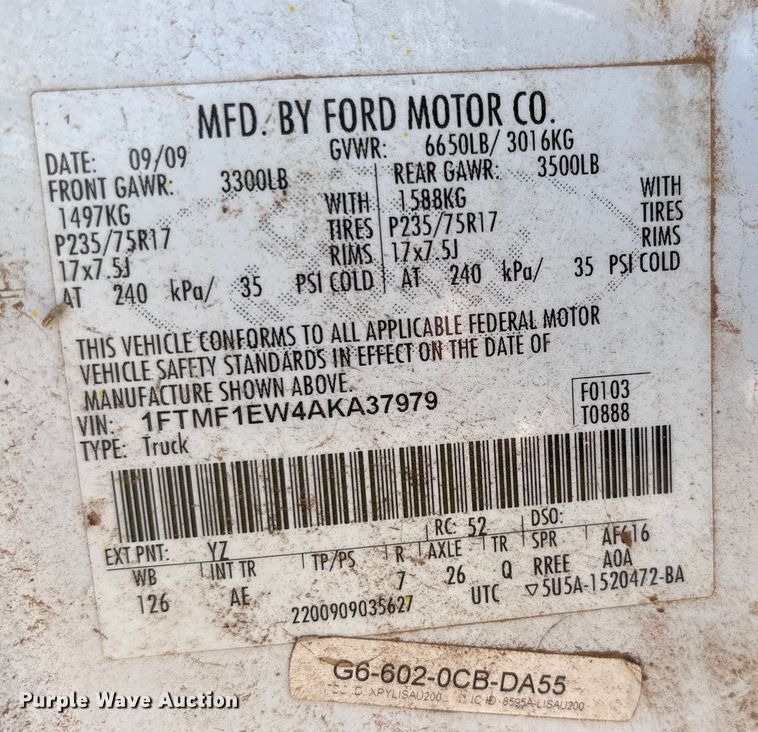 MFD. BY FORD MOTOR CO.
DATE: 09/09 GVWR: 6650LB/ 3016KG
FRONT GAWR: 3300LB REAR GAWR: 3500LB
1497KG WITH 1588KG WITH
P235/75R17 TIRES P235/75R17 TIRES
17x7.5J RIMS 17x7.5J RIMS
AT 240 kPa/ 35 PSI COLD AT 240 kPa/ 35 PSI COLD
THIS VEHICLE CONFORMS TO ALL APPLICABLE FEDERAL MOTOR
VEHICLE SAFETY STANDARDS IN EFFECT ON THE DATE OF
MANUFACTURE SHOWN ABOVE.
VIN: 1FTMF1EW4AKA37979 F0103
TYPE: Truck T0888
EXT PNT: YZ RC: 52 DSO:
WB INT TR TP/PS R AXLE TR SPR AF616
126 AE 7 26 Q RREE A0A
2200909035627 UTC ▽5U5A-1520472-BA
G6-602-0CB-DA55
XPYLISAU200 IC ID 8595A-LISAU200
Purple Wave Auction